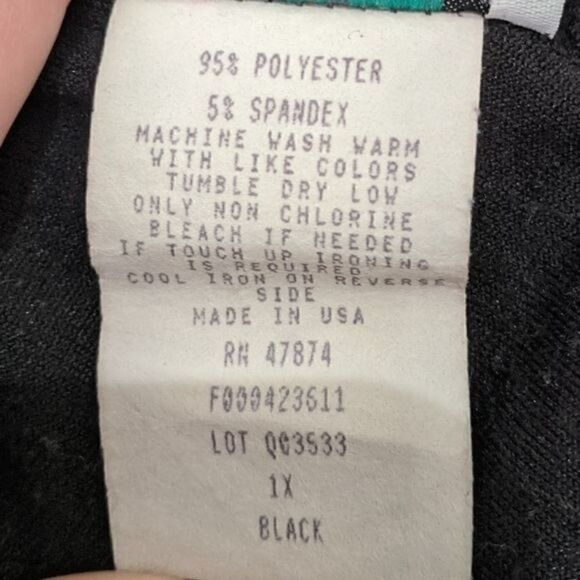 95% POLYESTER
5% SPANDEX
MACHINE WASH WARM
WITH LIKE COLORS
TUMBLE DRY LOW
ONLY NON CHLORINE
BLEACH IF NEEDED
IF TOUCH UP IRONING
IS REQUIRED
COOL IRON ON REVERSE
SIDE
MADE IN USA
RN 47874
F000423611
LOT Q03533
1X
BLACK